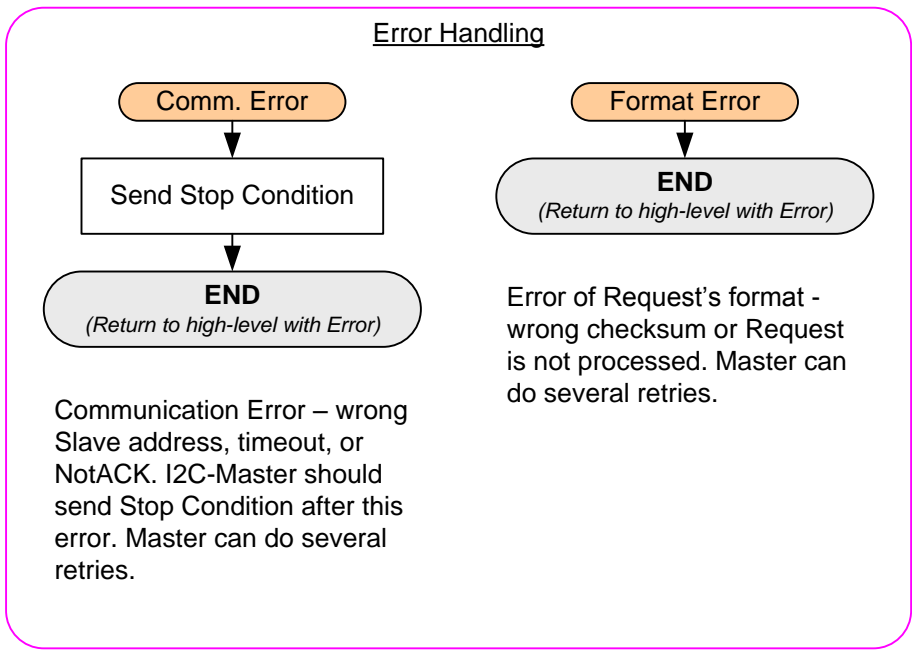 Error Handling
Comm. Error
Send Stop Condition
END
(Return to high-level with Error)
Communication Error – wrong
Slave address, timeout, or
NotACK. I2C-Master should
send Stop Condition after this
error. Master can do several
retries.
Format Error
END
(Return to high-level with Error)
Error of Request’s format -
wrong checksum or Request
is not processed. Master can
do several retries.